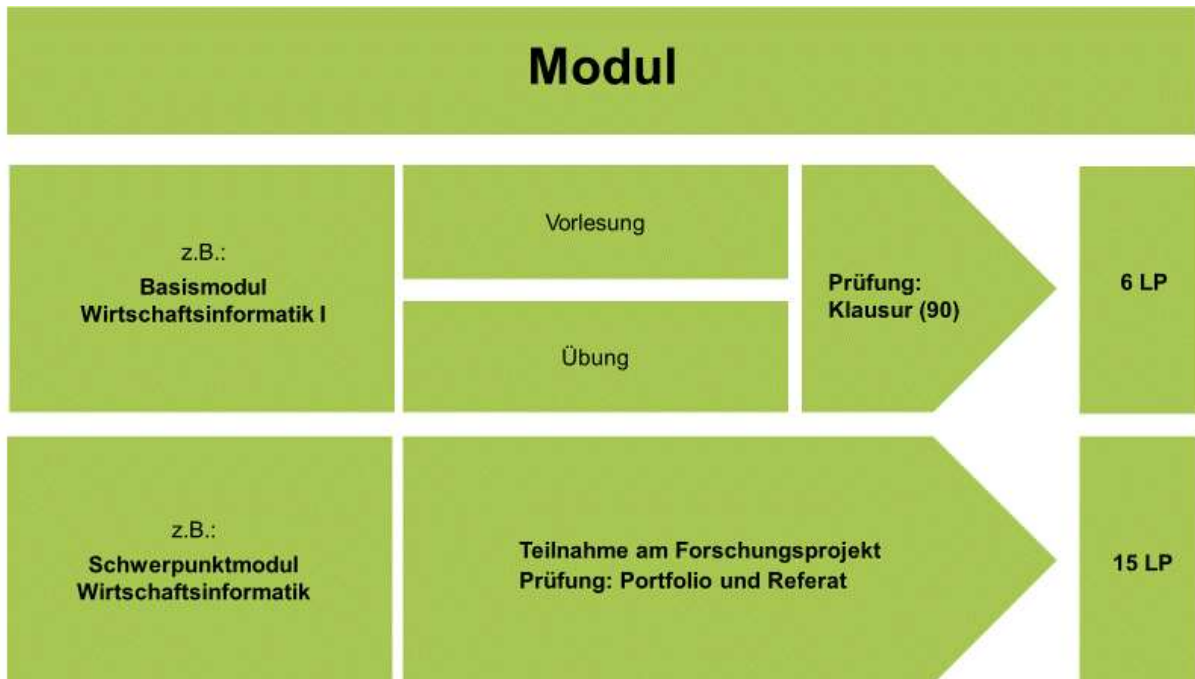 Modul
z.B.:
Basismodul
Wirtschaftsinformatik I
Vorlesung
Übung
Prüfung:
Klausur (90)
6 LP
z.B.:
Schwerpunktmodul
Wirtschaftsinformatik
Teilnahme am Forschungsprojekt
Prüfung: Portfolio und Referat
15 LP